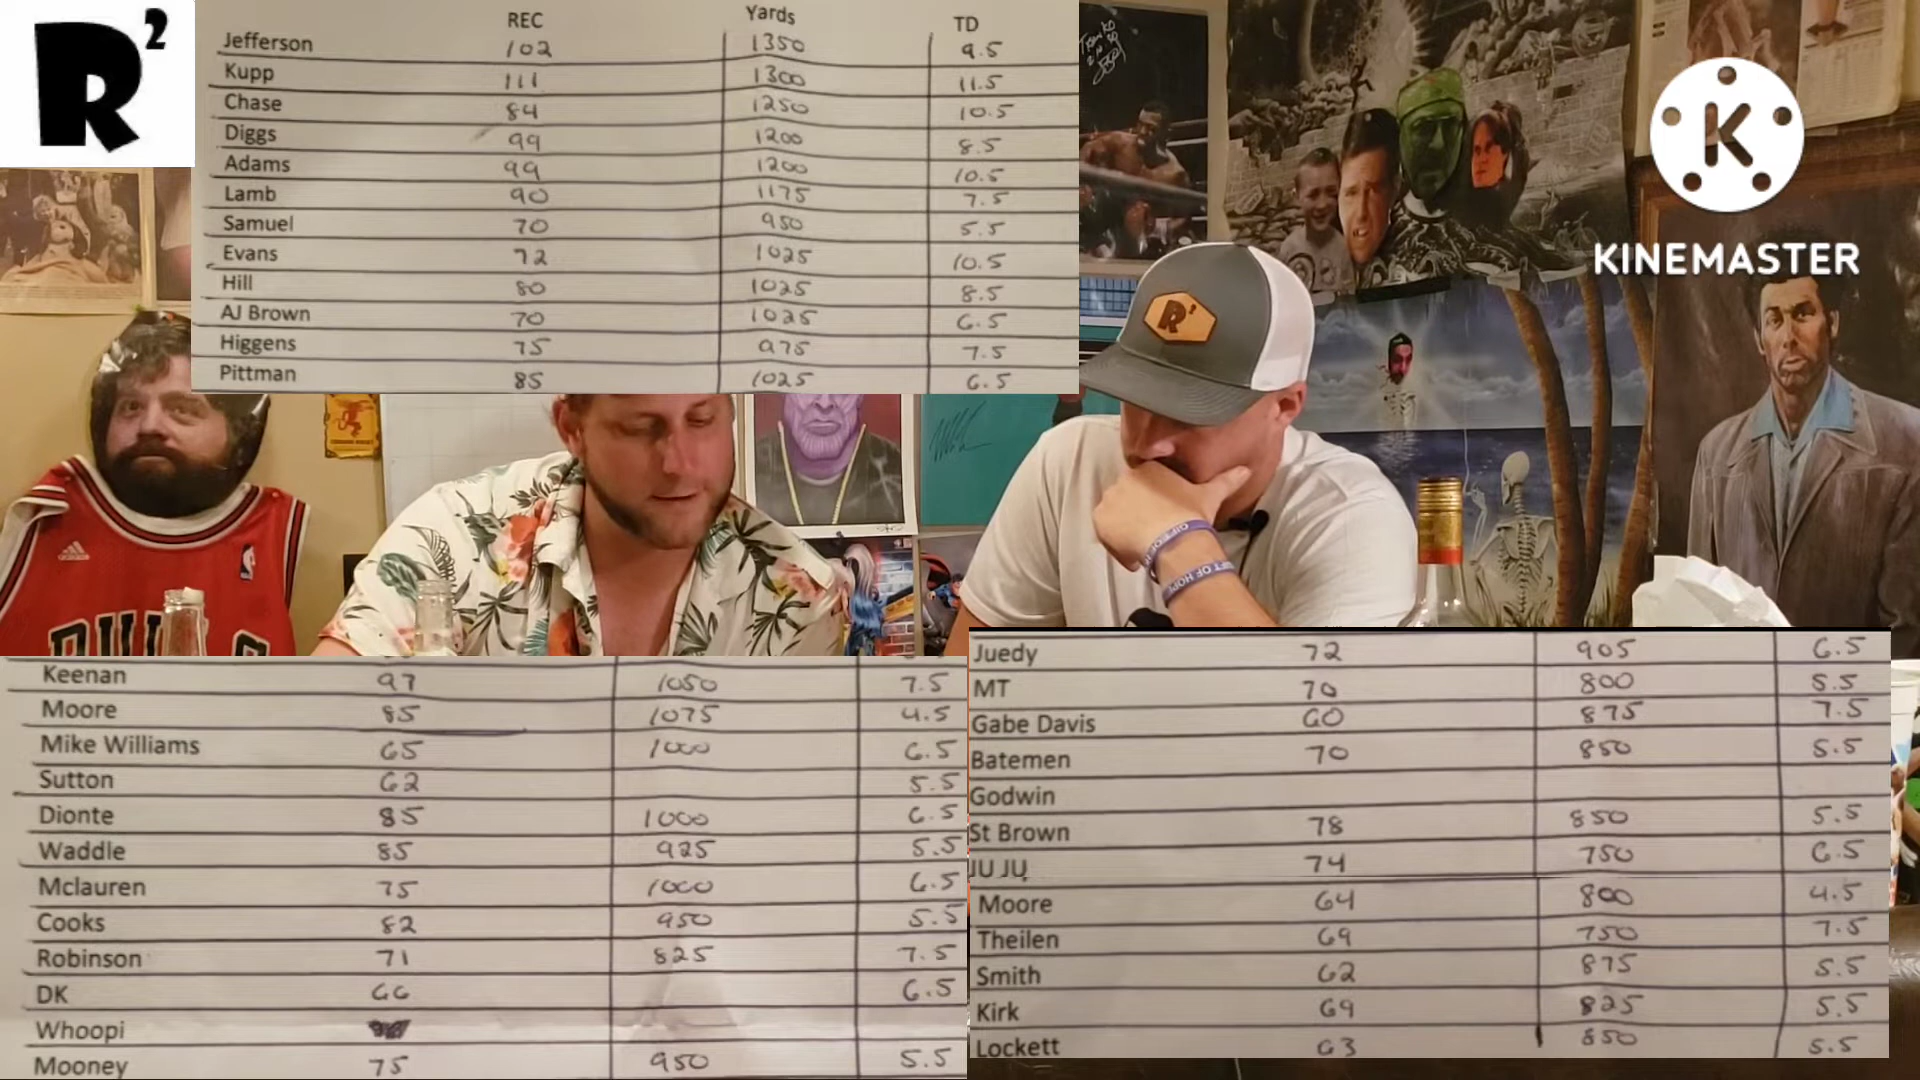 R²
REC Yards TD
Jefferson 102 1350 9.5
Kupp 111 1300 11.5
Chase 84 1250 10.5
Diggs 99 1200 8.5
Adams 99 1200 10.5
Lamb 90 1175 7.5
Samuel 70 950 5.5
Evans 72 1025 10.5
Hill 80 1025 8.5
AJ Brown 70 1025 6.5
Higgens 75 975 7.5
Pittman 85 1025 6.5
K
KINEMASTER
R²
adidas
BULLS
GIFT OF HOPE
Keenan 97 1050 7.5
Moore 85 1075 4.5
Mike Williams 65 1000 6.5
Sutton 62 5.5
Dionte 85 1000 6.5
Waddle 85 925 5.5
Mclauren 75 1000 6.5
Cooks 82 950 5.5
Robinson 71 825 7.5
DK 66 6.5
Whoopi
Mooney 75 950 5.5
Juedy 72 905 6.5
MT 70 800 5.5
Gabe Davis 60 875 7.5
Batemen 70 850 5.5
Godwin
St Brown 78 850 5.5
JU JU 74 750 6.5
Moore 64 800 4.5
Theilen 69 750 7.5
Smith 62 875 5.5
Kirk 69 825 5.5
Lockett 63 850 5.5